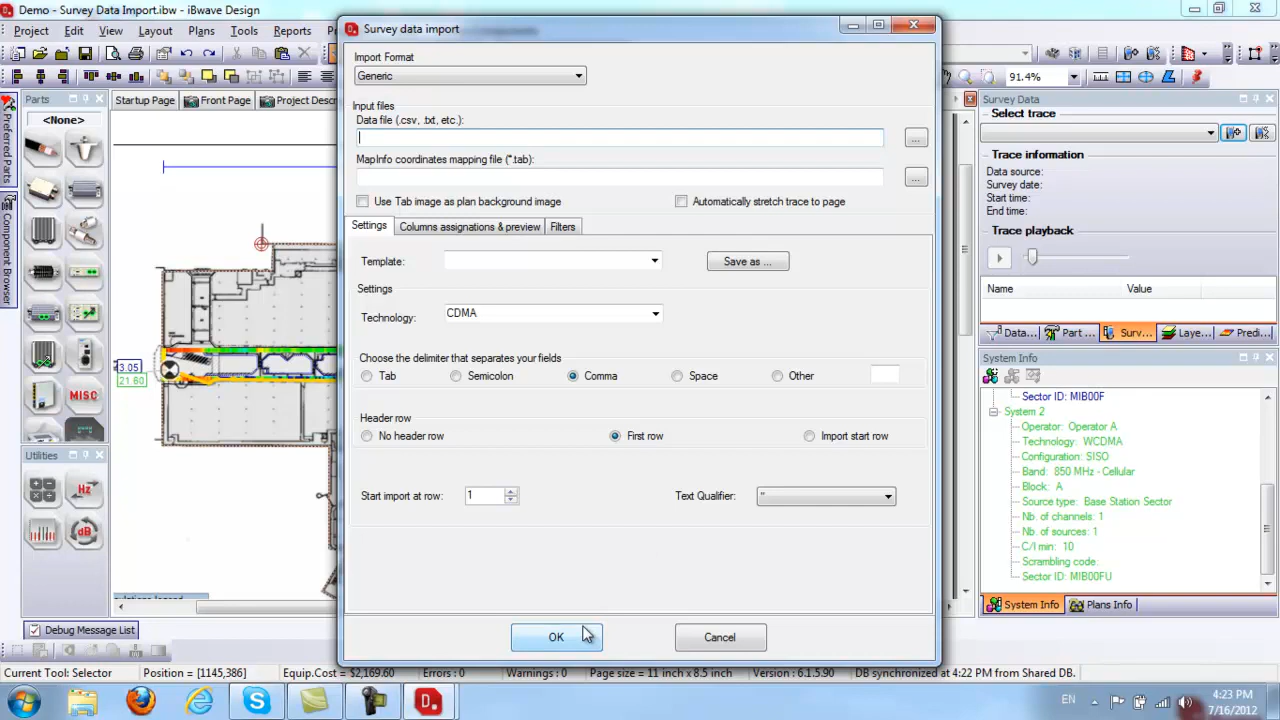 Demo - Survey Data Import.ibw - iBwave Design
Project Edit View Layout Plans Tools Reports
91.4%
Parts
<None>
MISC
Utilities
Hz
dB
Preferred Parts
Component Browser
Startup Page Front Page Project Descr
3.05
21.60
Debug Message List
Survey data import
Import Format
Generic
Input files
Data file (.csv, .txt, etc.):
...
MapInfo coordinates mapping file (*.tab):
...
Use Tab image as plan background image Automatically stretch trace to page
Settings Columns assignations & preview Filters
Template: Save as ...
Settings
Technology: CDMA
Choose the delimiter that separates your fields
Tab Semicolon Comma Space Other
Header row
No header row First row Import start row
Start import at row: 1 Text Qualifier: "
OK Cancel
Survey Data
Select trace
Trace information
Data source:
Survey date:
Start time:
End time:
Trace playback
Name Value
Data... Part ... Surv... Laye... Predi...
System Info
Sector ID: MIB00F
System 2
Operator: Operator A
Technology: WCDMA
Configuration: SISO
Band: 850 MHz - Cellular
Block: A
Source type: Base Station Sector
Nb. of channels: 1
Nb. of sources: 1
C/I min: 10
Scrambling code:
Sector ID: MIB00FU
System Info Plans Info
Current Tool: Selector Position = [1145,386] Equip.Cost = $2,169.60 Errors : 0 Warnings : 0 Page size = 11 inch x 8.5 inch Version: 6.1.5.90 DB synchronized at 4:22 PM from Shared DB.
EN
4:23 PM
7/16/2012